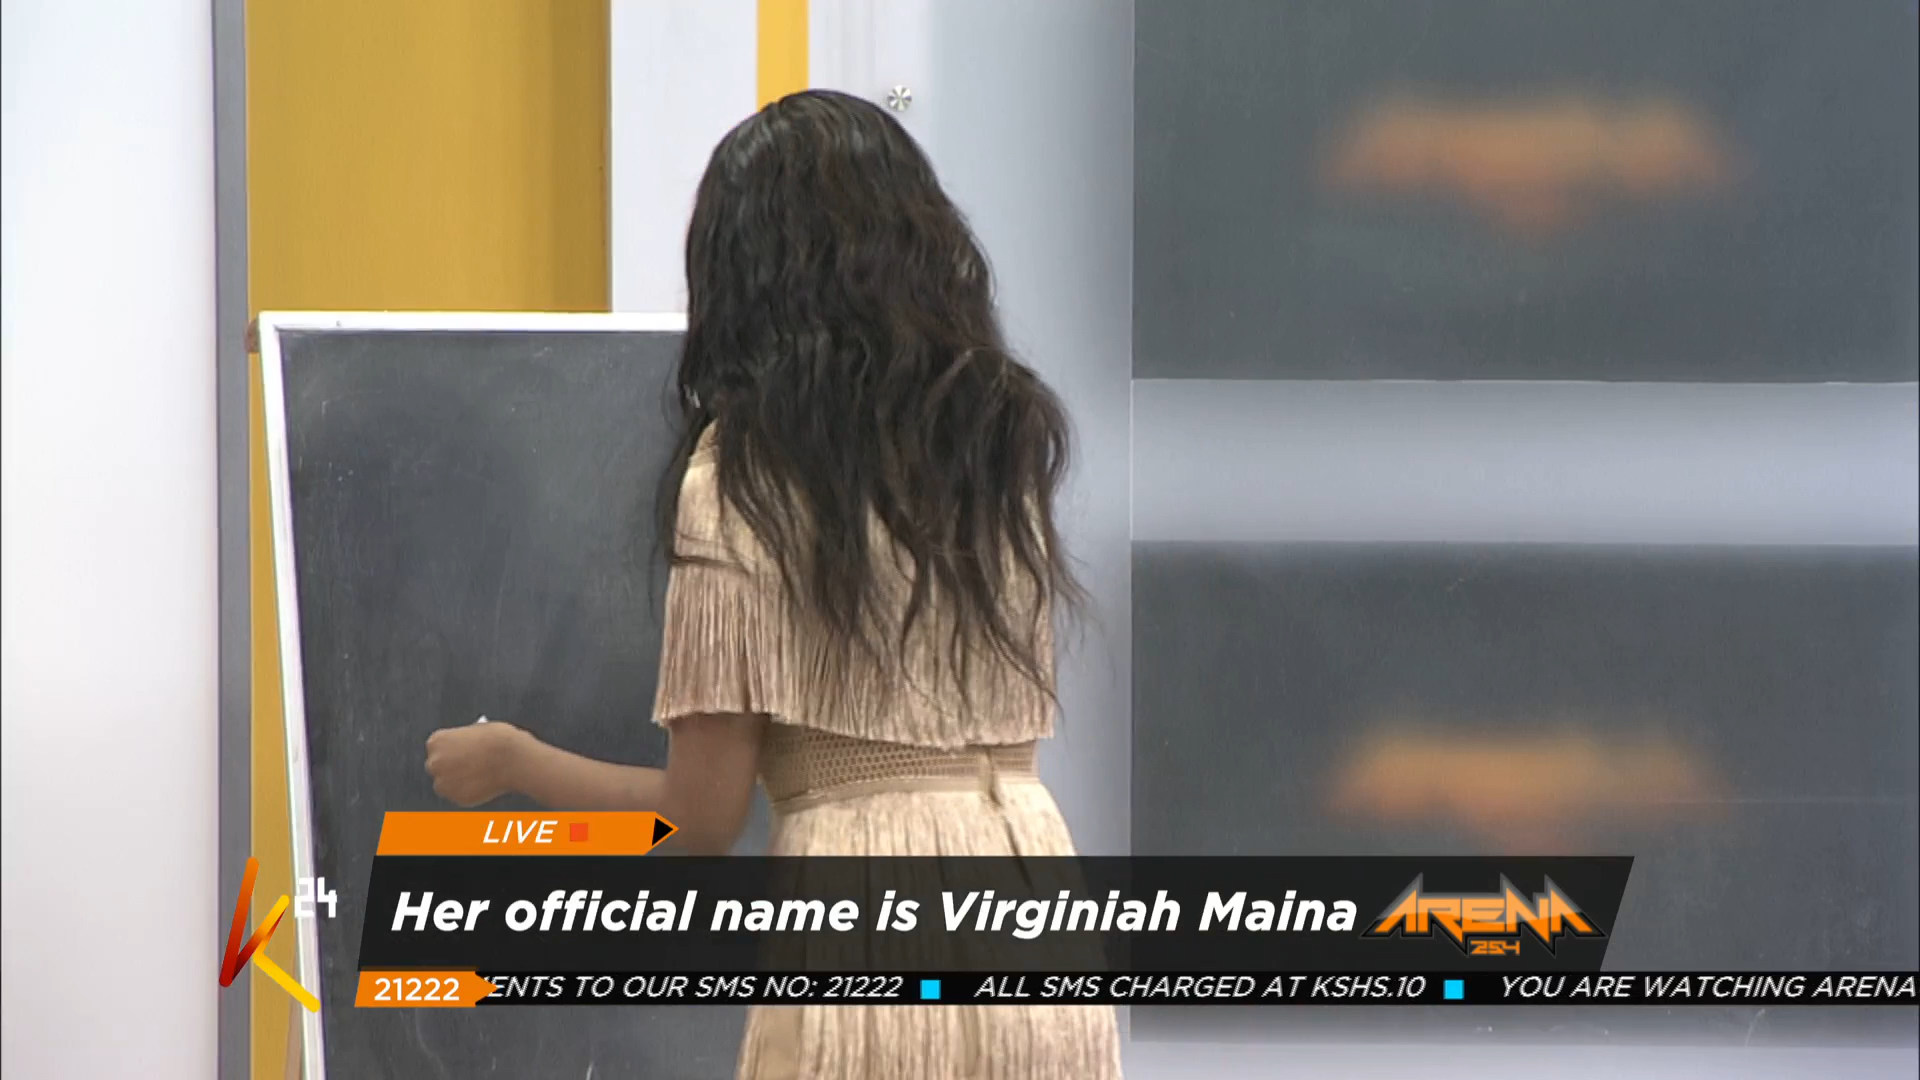 LIVE
24
Her official name is Virginiah Maina
ARENA
254
21222
ENTS TO OUR SMS NO: 21222 ALL SMS CHARGED AT KSHS.10 YOU ARE WATCHING ARENA